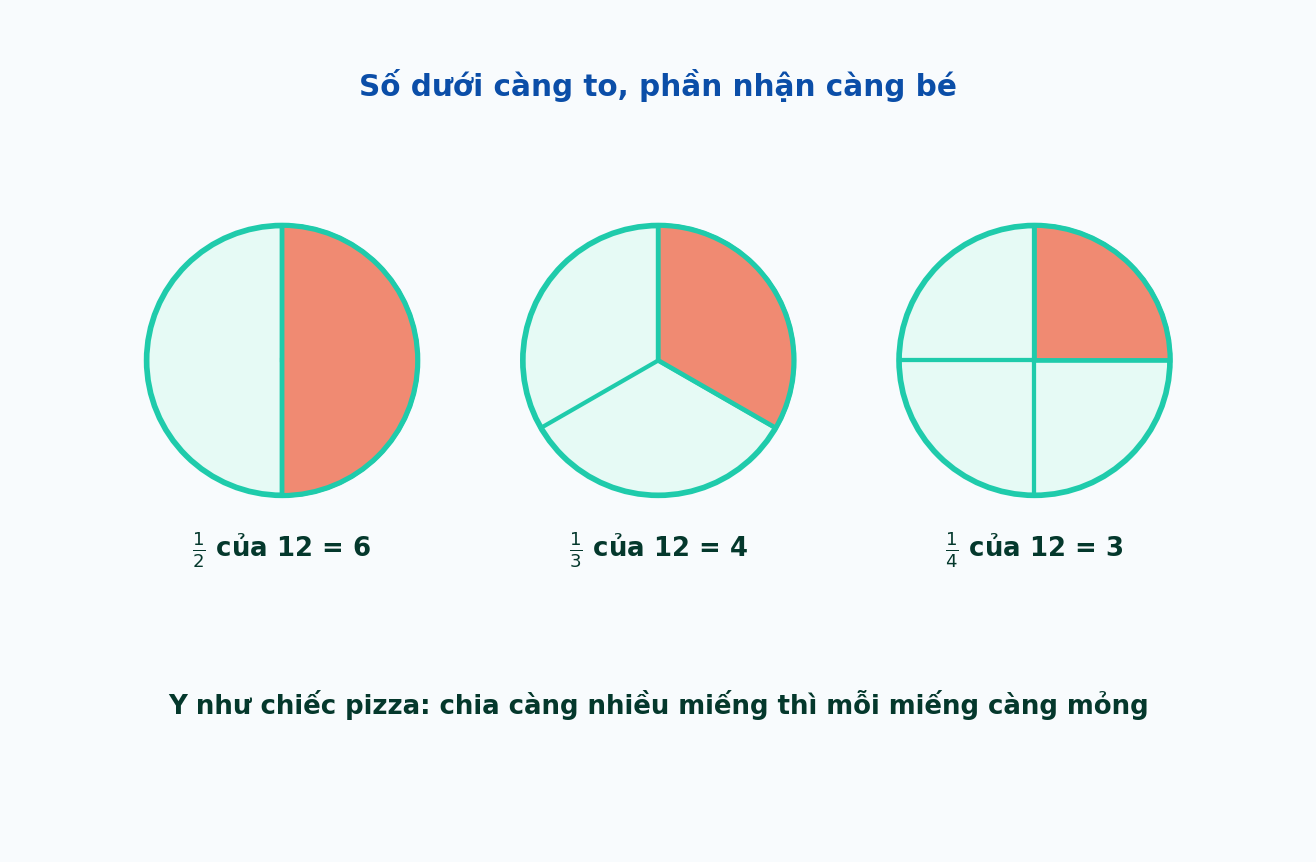 Số dưới càng to, phần nhận càng bé
1/2 của 12 = 6
1/3 của 12 = 4
1/4 của 12 = 3
Y như chiếc pizza: chia càng nhiều miếng thì mỗi miếng càng mỏng